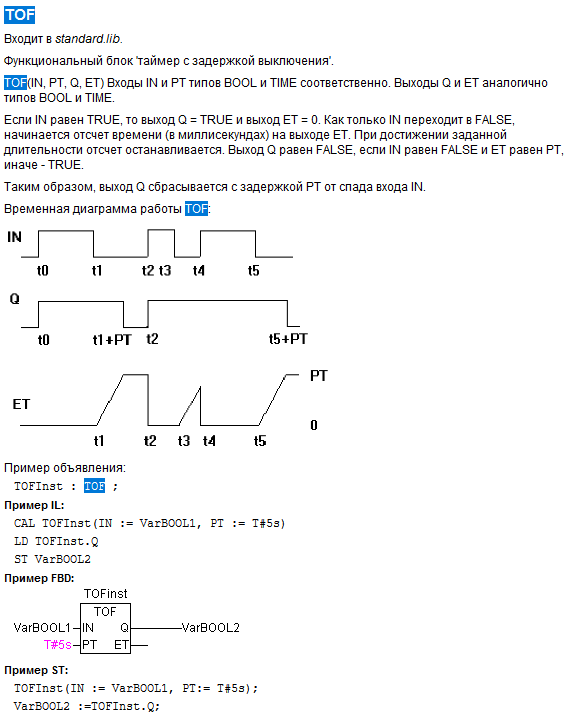 TOF
Входит в standard.lib.
Функциональный блок 'таймер с задержкой выключения'.
TOF(IN, PT, Q, ET) Входы IN и PT типов BOOL и TIME соответственно. Выходы Q и ET аналогично
типов BOOL и TIME.
Если IN равен TRUE, то выход Q = TRUE и выход ET = 0. Как только IN переходит в FALSE,
начинается отсчет времени (в миллисекундах) на выходе ET. При достижении заданной
длительности отсчет останавливается. Выход Q равен FALSE, если IN равен FALSE и ET равен PT,
иначе - TRUE.
Таким образом, выход Q сбрасывается с задержкой PT от спада входа IN.
Временная диаграмма работы TOF:
IN
t0 t1 t2 t3 t4 t5
Q
t0 t1+PT t2 t5+PT
PT
ET
0
t1 t2 t3 t4 t5
Пример объявления:
TOFInst : TOF ;
Пример IL:
CAL TOFInst(IN := VarBOOL1, PT := T#5s)
LD TOFInst.Q
ST VarBOOL2
Пример FBD:
TOFinst
TOF
VarBOOL1 IN Q VarBOOL2
T#5s PT ET
Пример ST:
TOFInst(IN := VarBOOL1, PT:= T#5s);
VarBOOL2 :=TOFInst.Q;